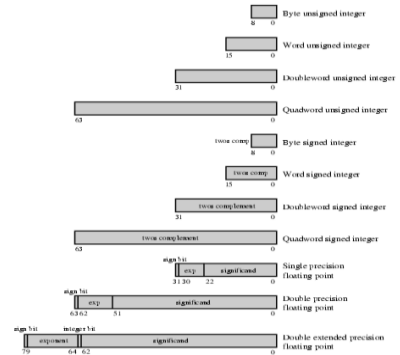 Byte unsigned integer
8 0
Word unsigned integer
15 0
Doubleword unsigned integer
31 0
Quadword unsigned integer
63 0
twos comp Byte signed integer
8 0
twos comp Word signed integer
15 0
twos complement Doubleword signed integer
31 0
twos complement Quadword signed integer
63 0
sign bit
exp significand Single precision
floating point
31 30 22 0
sign bit
exp significand Double precision
floating point
63 62 51 0
sign bit integer bit
exponent significand Double extended precision
floating point
79 64 62 0